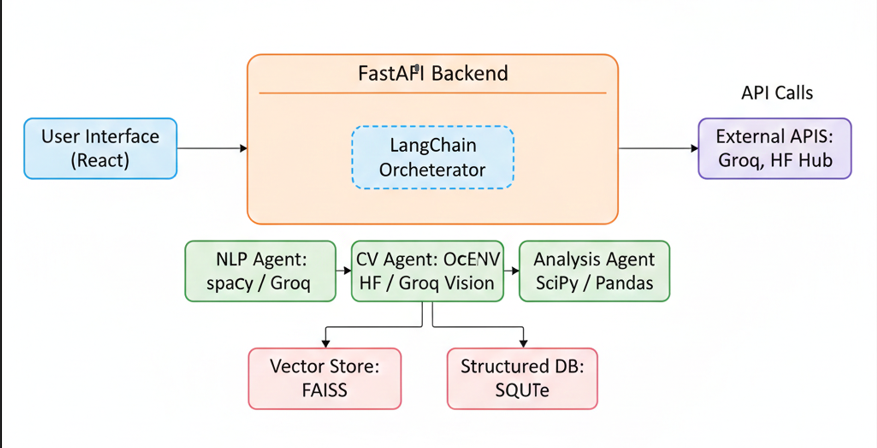 FastAPI Backend
API Calls
User Interface
(React)
LangChain
Orcheterator
External APIS:
Groq, HF Hub
NLP Agent:
spacy / Groq
CV Agent: OcENV
HF / Groq Vision
Analysis Agent
SciPy / Pandas
Vector Store:
FAISS
Structured DB:
SQUTe